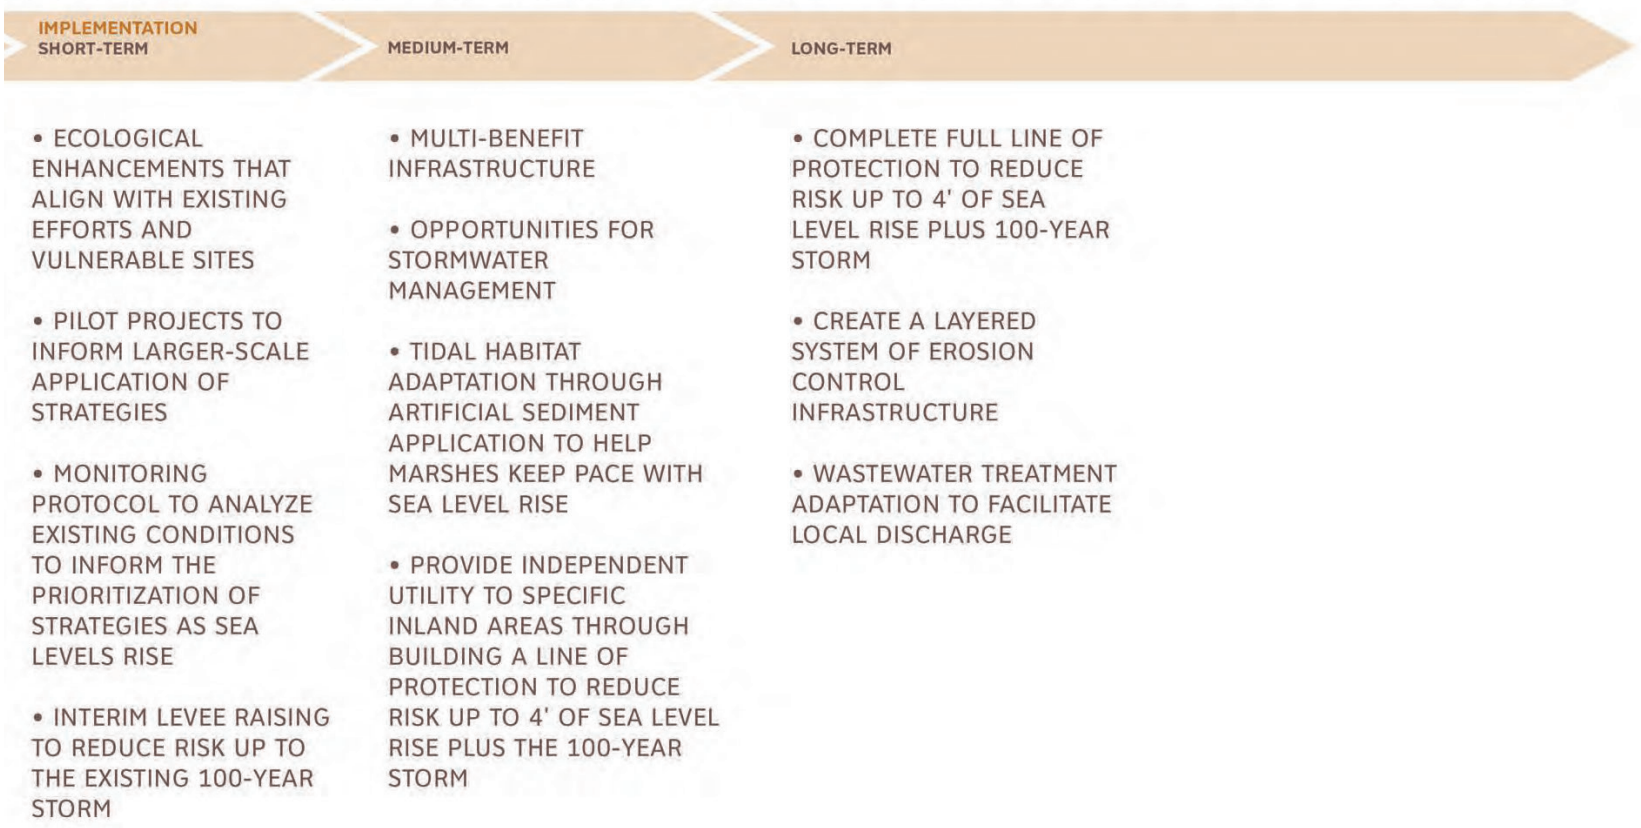 IMPLEMENTATION
SHORT-TERM
MEDIUM-TERM
LONG-TERM
• ECOLOGICAL
ENHANCEMENTS THAT
ALIGN WITH EXISTING
EFFORTS AND
VULNERABLE SITES
• PILOT PROJECTS TO
INFORM LARGER-SCALE
APPLICATION OF
STRATEGIES
• MONITORING
PROTOCOL TO ANALYZE
EXISTING CONDITIONS
TO INFORM THE
PRIORITIZATION OF
STRATEGIES AS SEA
LEVELS RISE
• INTERIM LEVEE RAISING
TO REDUCE RISK UP TO
THE EXISTING 100-YEAR
STORM
• MULTI-BENEFIT
INFRASTRUCTURE
• OPPORTUNITIES FOR
STORMWATER
MANAGEMENT
• TIDAL HABITAT
ADAPTATION THROUGH
ARTIFICIAL SEDIMENT
APPLICATION TO HELP
MARSHES KEEP PACE WITH
SEA LEVEL RISE
• PROVIDE INDEPENDENT
UTILITY TO SPECIFIC
INLAND AREAS THROUGH
BUILDING A LINE OF
PROTECTION TO REDUCE
RISK UP TO 4' OF SEA LEVEL
RISE PLUS THE 100-YEAR
STORM
• COMPLETE FULL LINE OF
PROTECTION TO REDUCE
RISK UP TO 4' OF SEA
LEVEL RISE PLUS 100-YEAR
STORM
• CREATE A LAYERED
SYSTEM OF EROSION
CONTROL
INFRASTRUCTURE
• WASTEWATER TREATMENT
ADAPTATION TO FACILITATE
LOCAL DISCHARGE